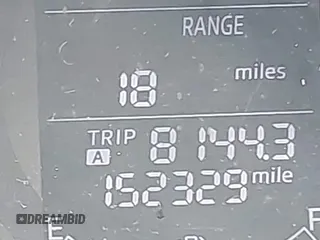 RANGE
18 miles
TRIP A 8144.3
152329 mile
E F
DREAMBID